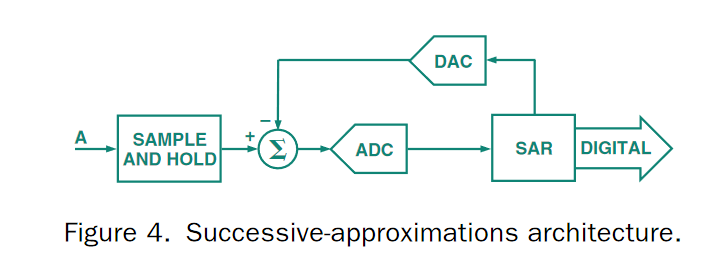 DAC
A
SAMPLE
AND HOLD
+
−
Σ
ADC
SAR
DIGITAL
Figure 4. Successive-approximations architecture.